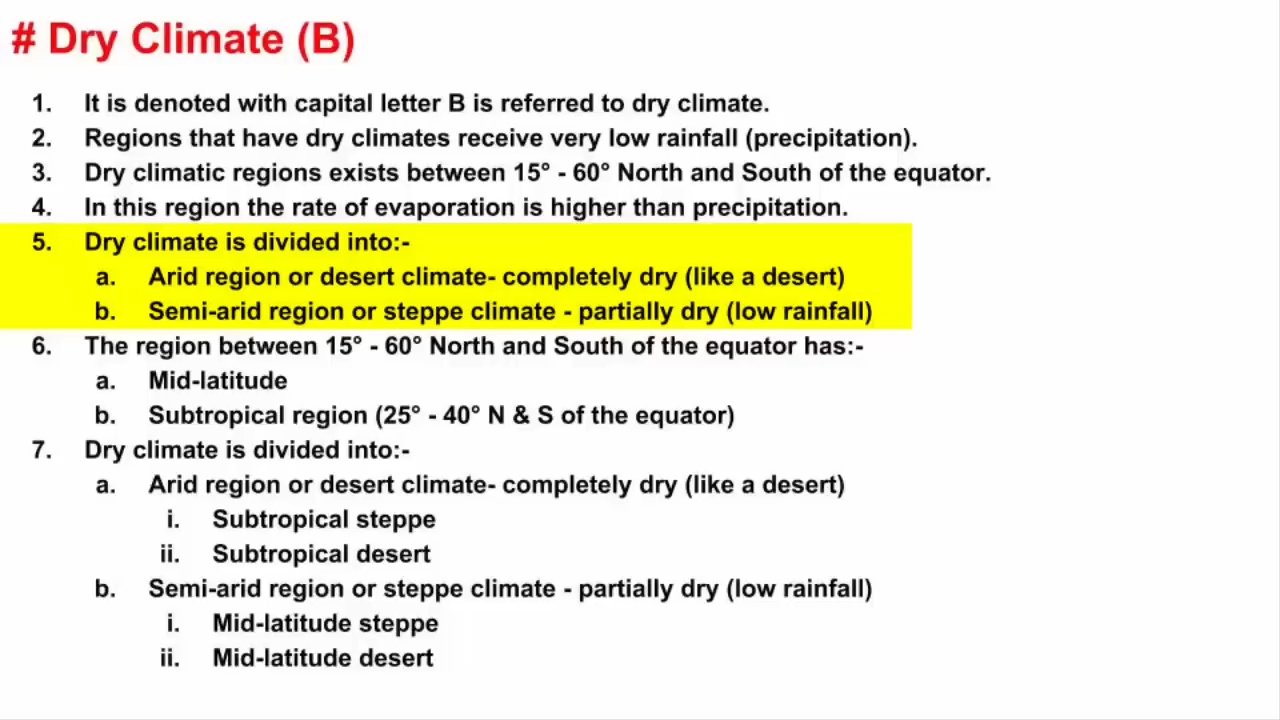 # Dry Climate (B)
1. It is denoted with capital letter B is referred to dry climate.
2. Regions that have dry climates receive very low rainfall (precipitation).
3. Dry climatic regions exists between 15° - 60° North and South of the equator.
4. In this region the rate of evaporation is higher than precipitation.
5. Dry climate is divided into:-
a. Arid region or desert climate- completely dry (like a desert)
b. Semi-arid region or steppe climate - partially dry (low rainfall)
6. The region between 15° - 60° North and South of the equator has:-
a. Mid-latitude
b. Subtropical region (25° - 40° N & S of the equator)
7. Dry climate is divided into:-
a. Arid region or desert climate- completely dry (like a desert)
i. Subtropical steppe
ii. Subtropical desert
b. Semi-arid region or steppe climate - partially dry (low rainfall)
i. Mid-latitude steppe
ii. Mid-latitude desert